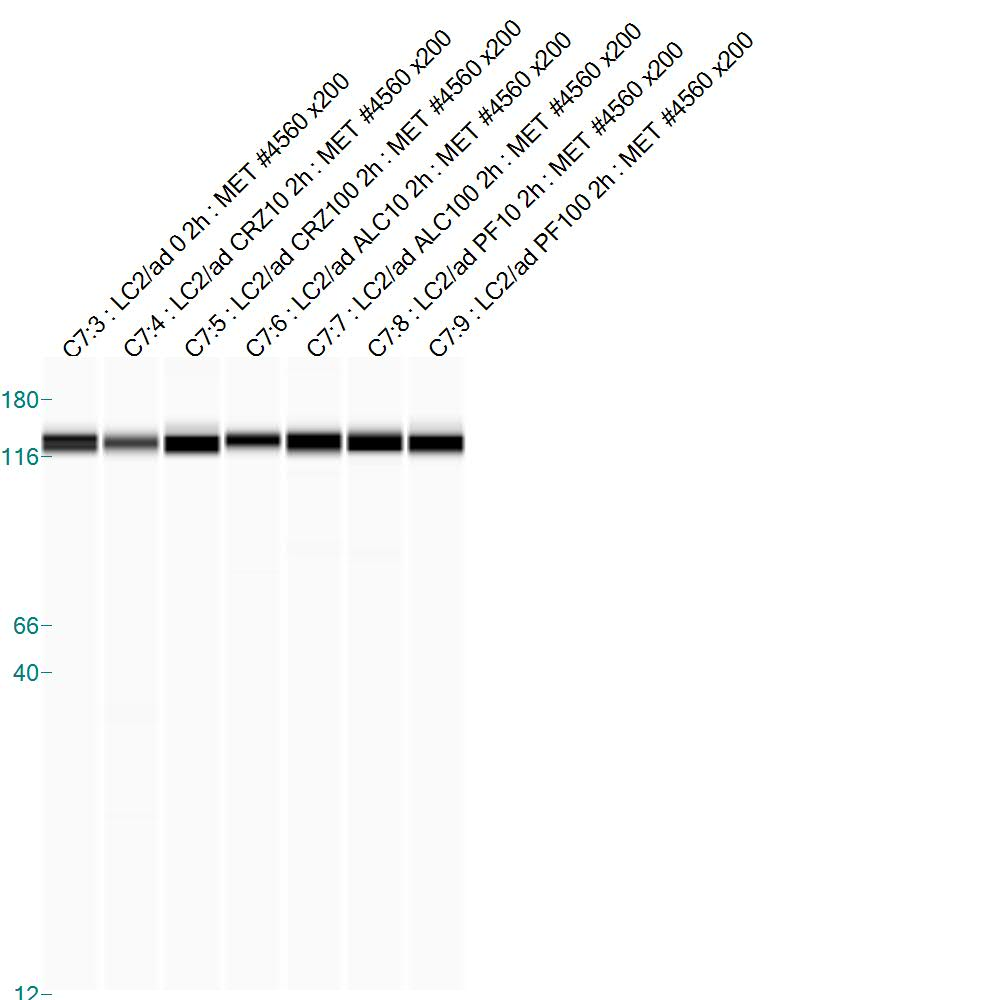 C7:3 : LC2/ad 0 2h : MET #4560 x200
C7:4 : LC2/ad CRZ10 2h : MET #4560 x200
C7:5 : LC2/ad CRZ100 2h : MET #4560 x200
C7:6 : LC2/ad ALC10 2h : MET #4560 x200
C7:7 : LC2/ad ALC100 2h : MET #4560 x200
C7:8 : LC2/ad PF10 2h : MET #4560 x200
C7:9 : LC2/ad PF100 2h : MET #4560 x200
180
116
66
40
12